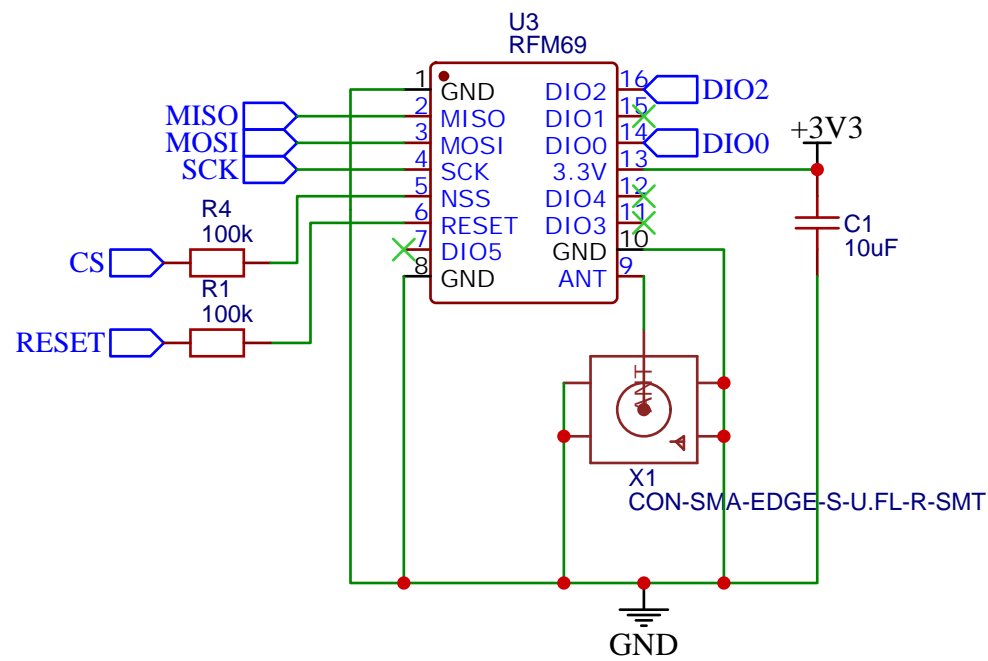 U3
RFM69
1 GND
2 MISO
3 MOSI
4 SCK
5 NSS
6 RESET
7 DIO5
8 GND
16 DIO2
15 DIO1
14 DIO0
13 3.3V
12 DIO4
11 DIO3
10 GND
9 ANT
MISO
MOSI
SCK
CS
RESET
R4
100k
R1
100k
DIO2
DIO0
+3V3
C1
10uF
ANT
X1
CON-SMA-EDGE-S-U.FL-R-SMT
GND